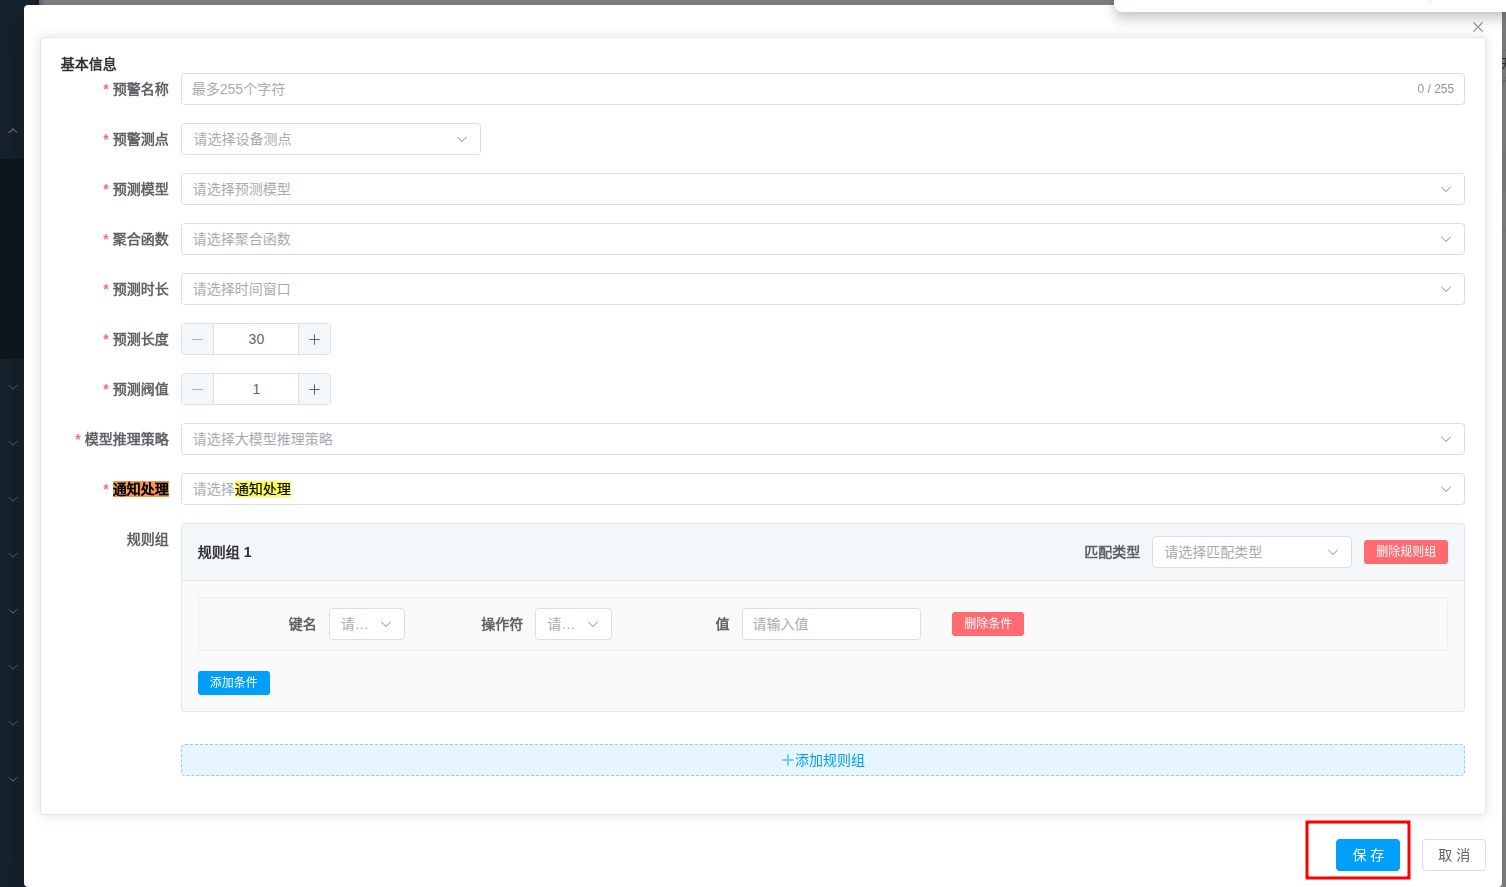 基本信息
* 预警名称 最多255个字符 0 / 255
* 预警测点 请选择设备测点
* 预测模型 请选择预测模型
* 聚合函数 请选择聚合函数
* 预测时长 请选择时间窗口
* 预测长度 30
* 预测阀值 1
* 模型推理策略 请选择大模型推理策略
* 通知处理 请选择通知处理
规则组 规则组 1 匹配类型 请选择匹配类型 删除规则组
键名 请... 操作符 请... 值 请输入值 删除条件
添加条件
+添加规则组
保 存 取 消